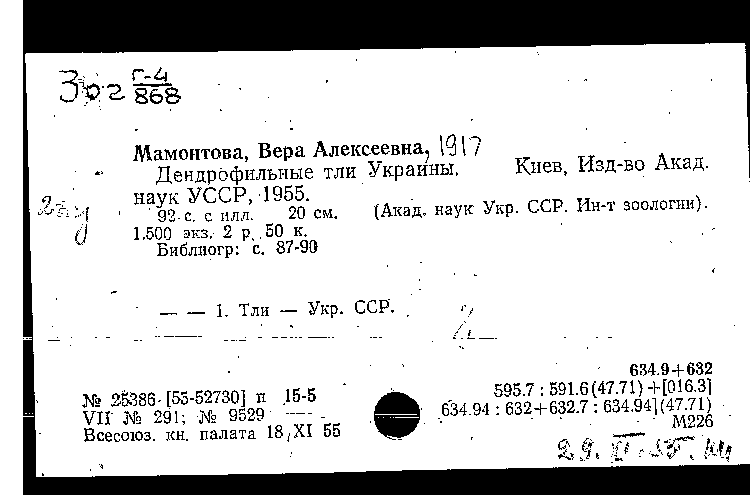 Зог Г-4
868
Мамонтова, Вера Алексеевна, 1917
Дендрофильные тли Украины. Киев, Изд-во Акад.
наук УССР, 1955.
92 с. с илл. 20 см. (Акад. наук Укр. ССР. Ин-т зоологии).
1.500 экз. 2 р. 50 к.
Библиогр: с. 87-90
— — 1. Тли — Укр. ССР.
2
634.9+632
№ 25386 [55-52730] п 15-5
595.7 : 591.6(47.71)+[016.3]
VII № 291; № 9529
634.94 : 632+632.7 : 634.94](47.71)
Всесоюз. кн. палата 18/XI 55
М226